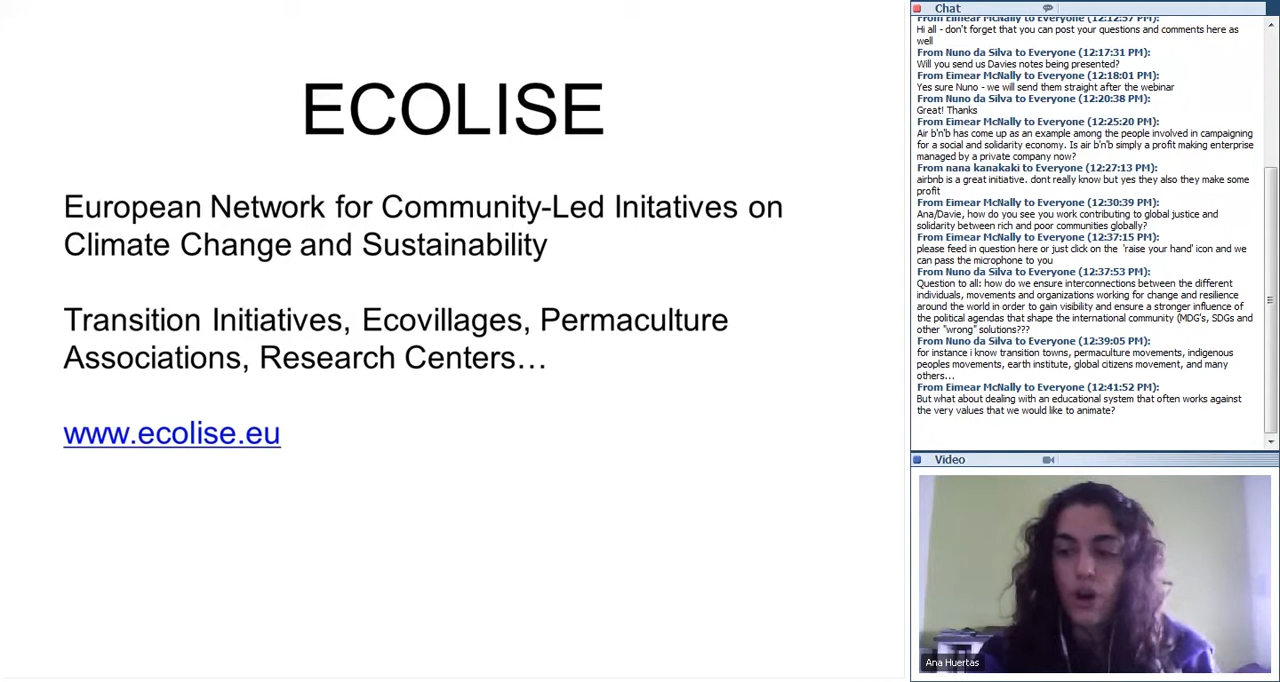 ECOLISE
European Network for Community-Led Initatives on
Climate Change and Sustainability
Transition Initiatives, Ecovillages, Permaculture
Associations, Research Centers…
www.ecolise.eu
Chat
From Eimear McNally to Everyone (12:12:57 PM):
Hi all - don't forget that you can post your questions and comments here as
well
From Nuno da Silva to Everyone (12:17:31 PM):
Will you send us Davies notes being presented?
From Eimear McNally to Everyone (12:18:01 PM):
Yes sure Nuno - we will send them straight after the webinar
From Nuno da Silva to Everyone (12:20:38 PM):
Great! Thanks
From Eimear McNally to Everyone (12:25:20 PM):
Air b'n'b has come up as an example among the people involved in campaigning
for a social and solidarity economy. Is air b'n'b simply a profit making enterprise
managed by a private company now?
From nana kanakaki to Everyone (12:27:13 PM):
airbnb is a great initiative. dont really know but yes they also they make some
profit
From Eimear McNally to Everyone (12:30:39 PM):
Ana/Davie, how do you see you work contributing to global justice and
solidarity between rich and poor communities globally?
From Eimear McNally to Everyone (12:37:15 PM):
please feed in question here or just click on the 'raise your hand' icon and we
can pass the microphone to you
From Nuno da Silva to Everyone (12:37:53 PM):
Question to all: how do we ensure interconnections between the different
individuals, movements and organizations working for change and resilience
around the world in order to gain visibility and ensure a stronger influence of
the political agendas that shape the international community (MDG's, SDGs and
other "wrong" solutions???
From Nuno da Silva to Everyone (12:39:05 PM):
for instance i know transition towns, permaculture movements, indigenous
peoples movements, earth institute, global citizens movement, and many
others...
From Eimear McNally to Everyone (12:41:52 PM):
But what about dealing with an educational system that often works against
the very values that we would like to animate?
Video
Ana Huertas